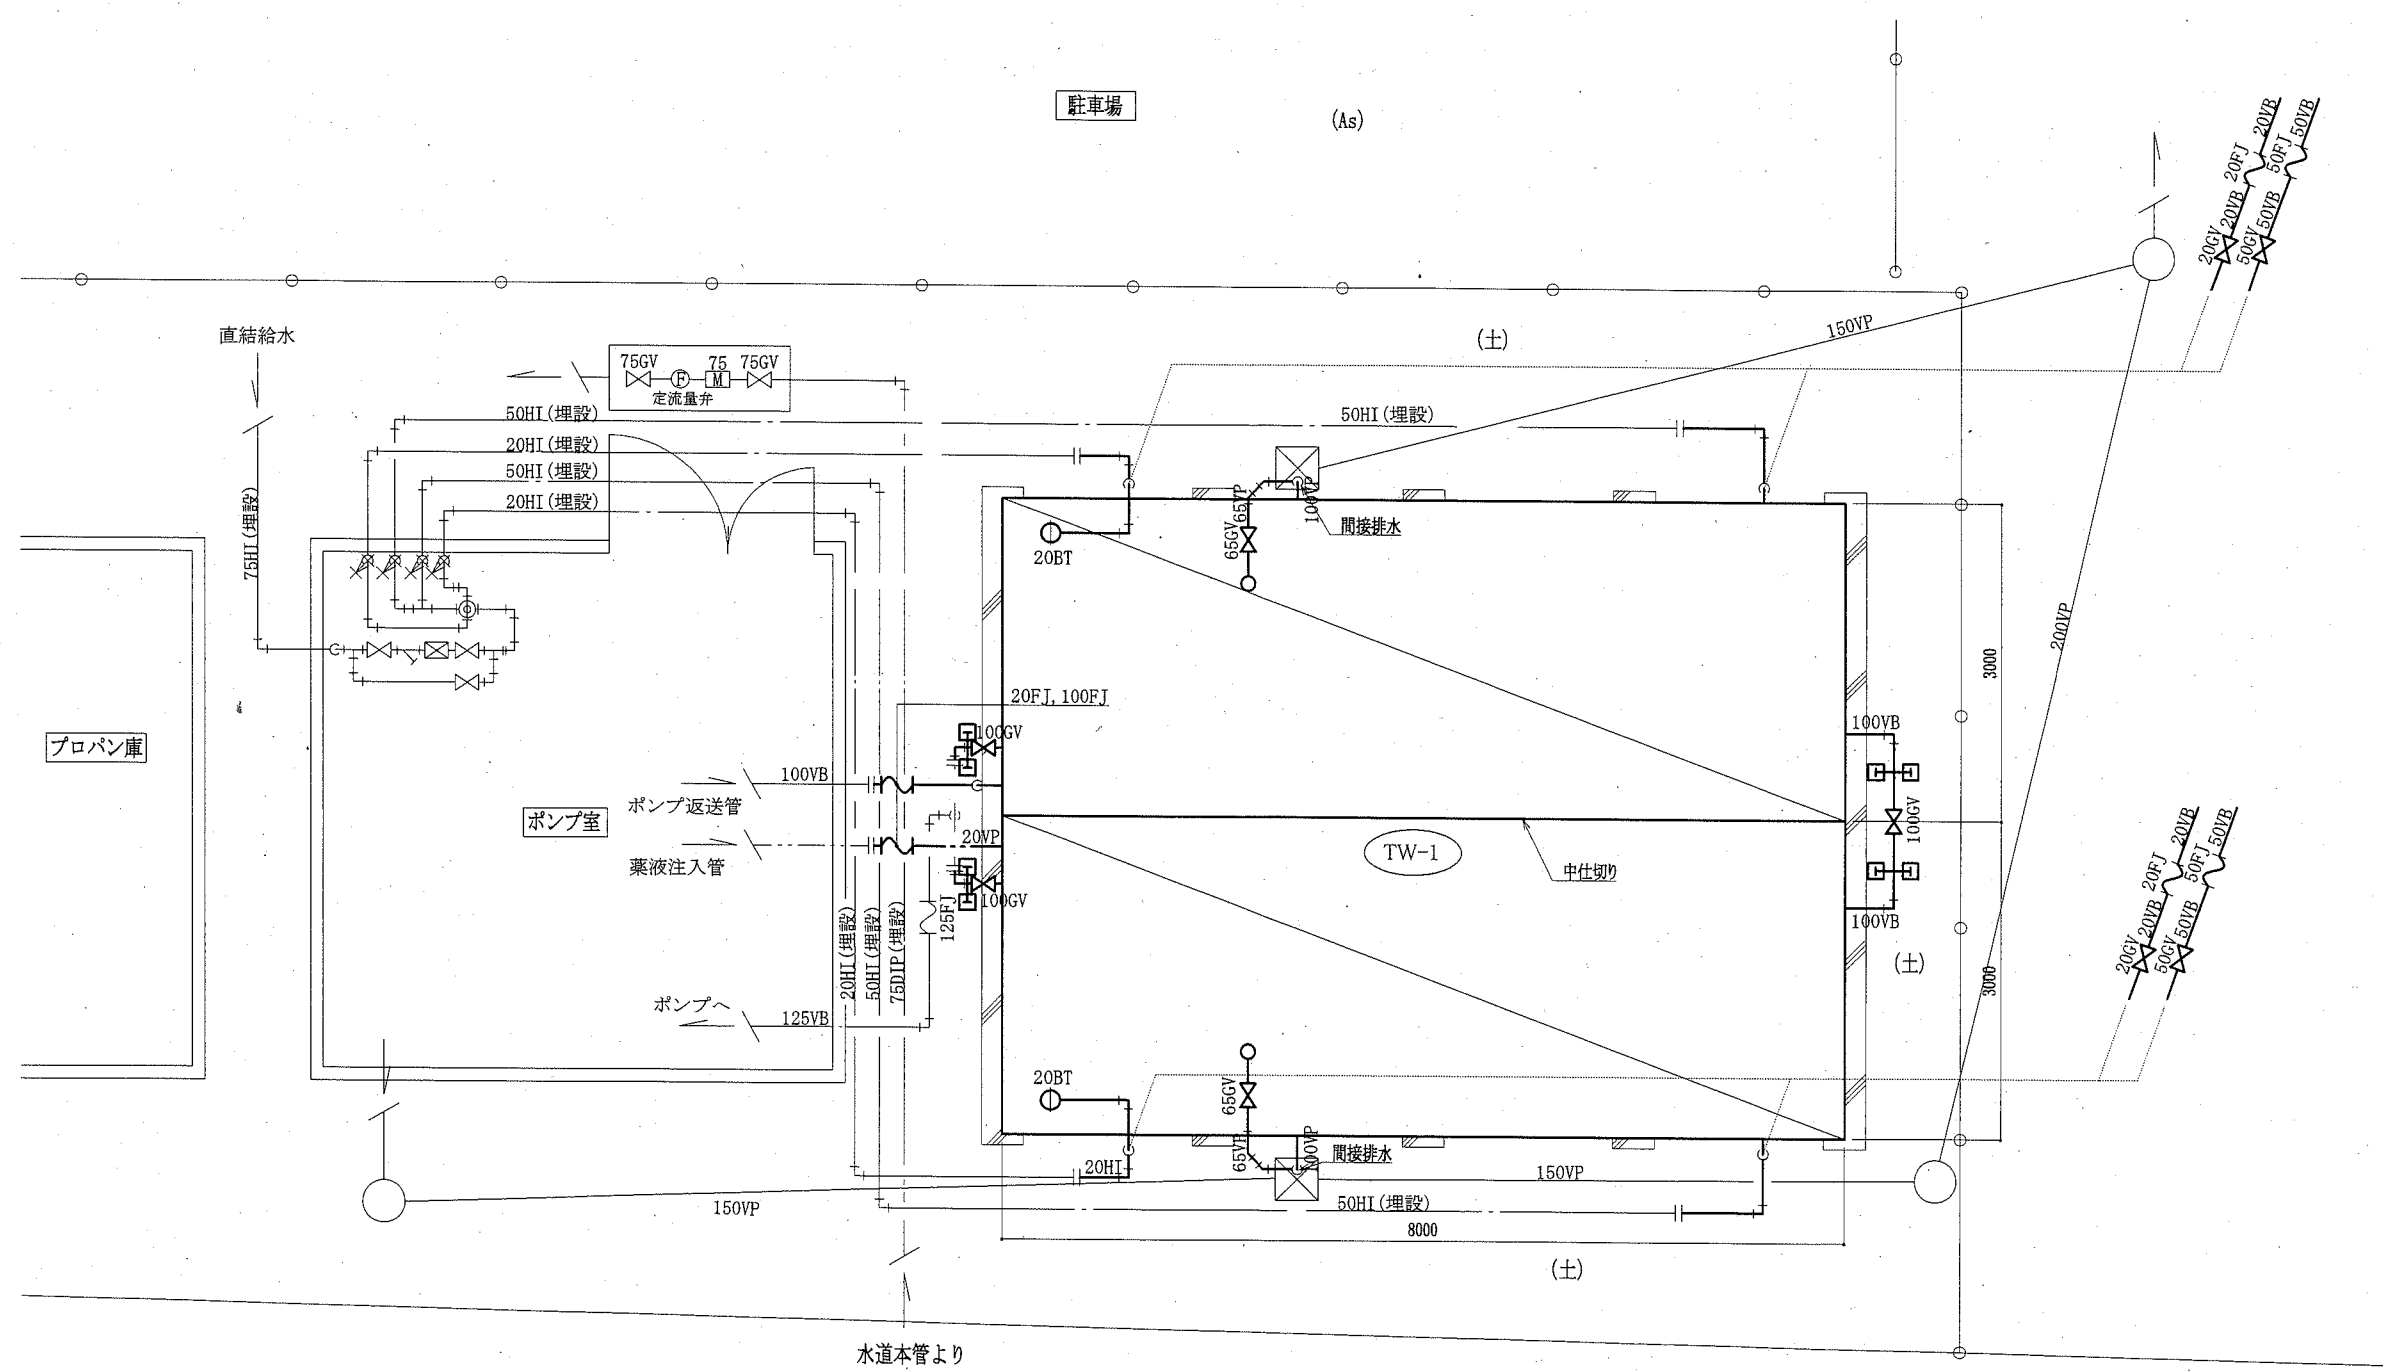 駐車場
(As)
20VB
50VB
20FJ
50FJ
20VB
50VB
20GV
50GV
直結給水
75GV
75
75GV
F
M
定流量弁
(土)
150VP
50HI(埋設)
50HI(埋設)
20HI(埋設)
50HI(埋設)
20HI(埋設)
75HI(埋設)
65VP
100VP
間接排水
65GV
20BT
200VP
3000
20FJ,100FJ
100GV
100VB
プロパン庫
100VB
ポンプ返送管
ポンプ室
100GV
20VP
TW-1
薬液注入管
中仕切り
20VB
50VB
20FJ
50FJ
20VB
50VB
20GV
50GV
100GV
125FJ
100VB
20HI(埋設)
50HI(埋設)
75DIP(埋設)
(土)
3000
ポンプへ
125VB
20BT
65GV
65VP
100VP
間接排水
20HI
150VP
150VP
50HI(埋設)
8000
(土)
水道本管より